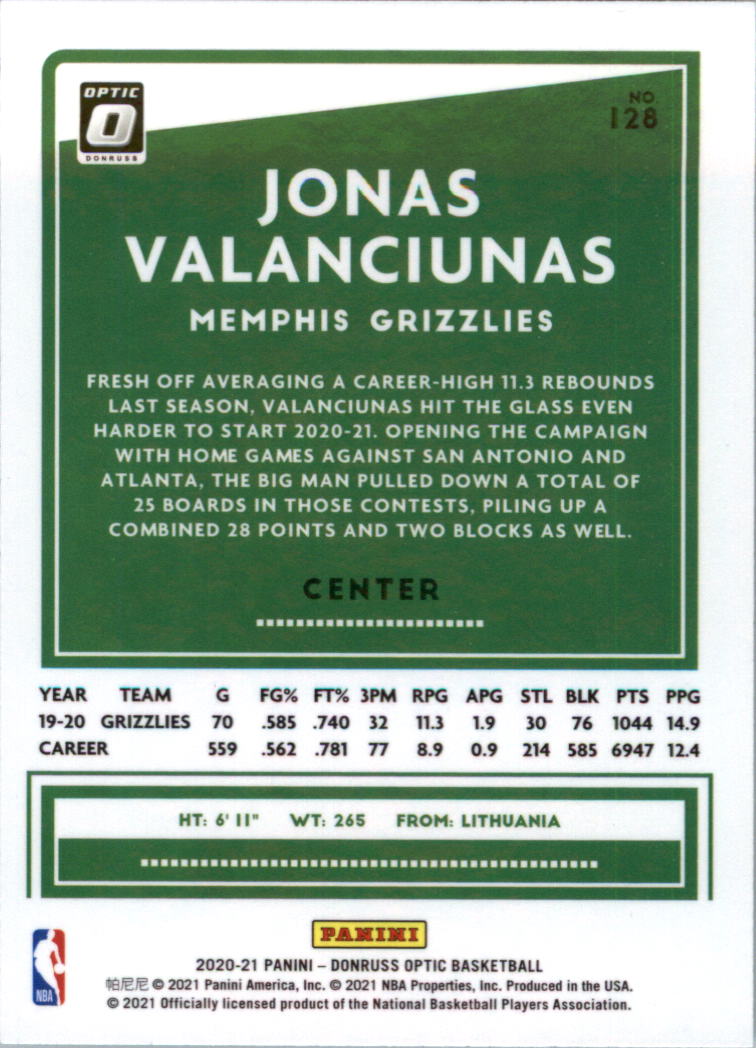 OPTIC
O
DONRUSS
NO.
128
JONAS
VALANCIUNAS
MEMPHIS GRIZZLIES
FRESH OFF AVERAGING A CAREER-HIGH 11.3 REBOUNDS
LAST SEASON, VALANCIUNAS HIT THE GLASS EVEN
HARDER TO START 2020-21. OPENING THE CAMPAIGN
WITH HOME GAMES AGAINST SAN ANTONIO AND
ATLANTA, THE BIG MAN PULLED DOWN A TOTAL OF
25 BOARDS IN THOSE CONTESTS, PILING UP A
COMBINED 28 POINTS AND TWO BLOCKS AS WELL.
CENTER
YEAR TEAM G FG% FT% 3PM RPG APG STL BLK PTS PPG
19-20 GRIZZLIES 70 .585 .740 32 11.3 1.9 30 76 1044 14.9
CAREER 559 .562 .781 77 8.9 0.9 214 585 6947 12.4
HT: 6' 11" WT: 265 FROM: LITHUANIA
PANINI
2020-21 PANINI – DONRUSS OPTIC BASKETBALL
帕尼尼 © 2021 Panini America, Inc. © 2021 NBA Properties, Inc. Produced in the USA.
© 2021 Officially licensed product of the National Basketball Players Association.
NBA